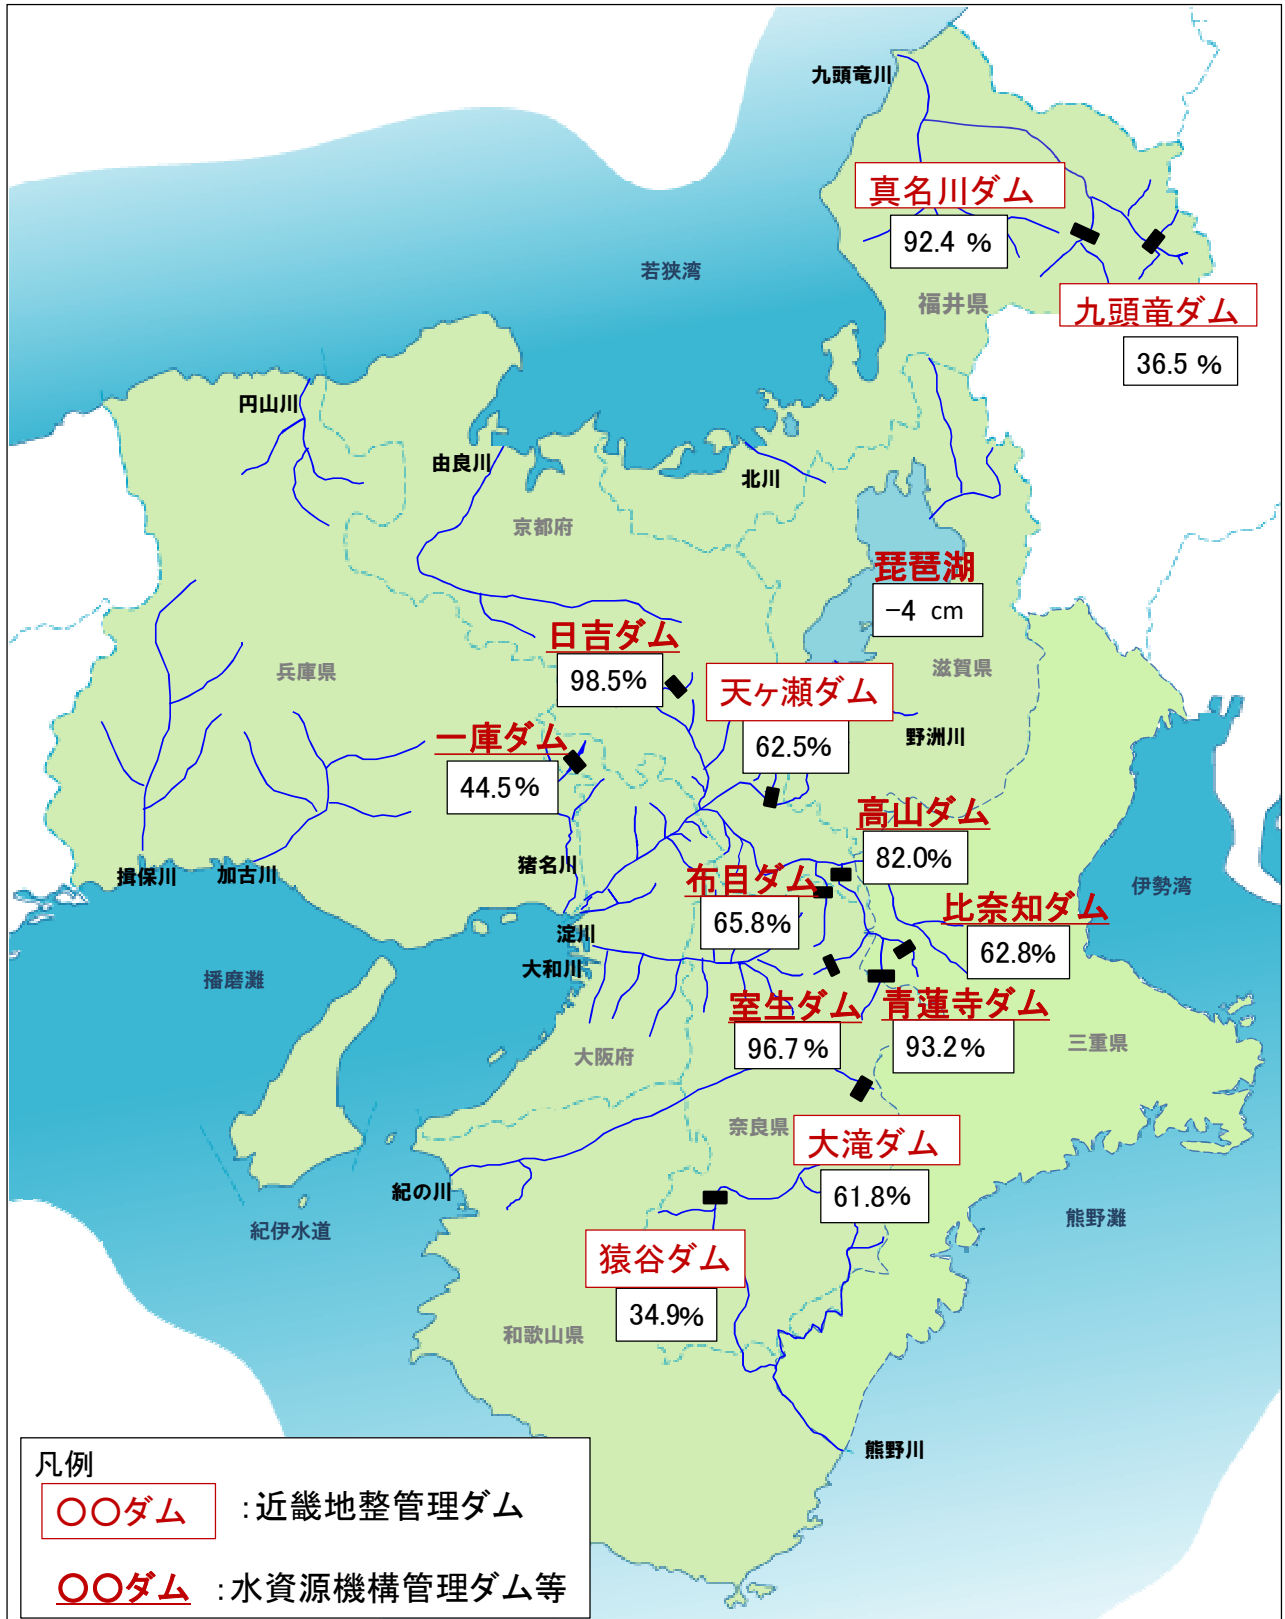 九頭竜川
真名川ダム
92.4 %
若狭湾
福井県
九頭竜ダム
36.5 %
円山川
由良川
北川
京都府
琵琶湖
-4 cm
日吉ダム
98.5%
兵庫県
天ヶ瀬ダム
62.5%
滋賀県
野洲川
一庫ダム
44.5%
高山ダム
82.0%
揖保川
加古川
猪名川
布目ダム
65.8%
伊勢湾
比奈知ダム
62.8%
淀川
大和川
播磨灘
室生ダム
96.7%
青蓮寺ダム
93.2%
大阪府
三重県
奈良県
大滝ダム
61.8%
紀の川
紀伊水道
熊野灘
猿谷ダム
34.9%
和歌山県
熊野川
凡例
○○ダム :近畿地整管理ダム
○○ダム :水資源機構管理ダム等